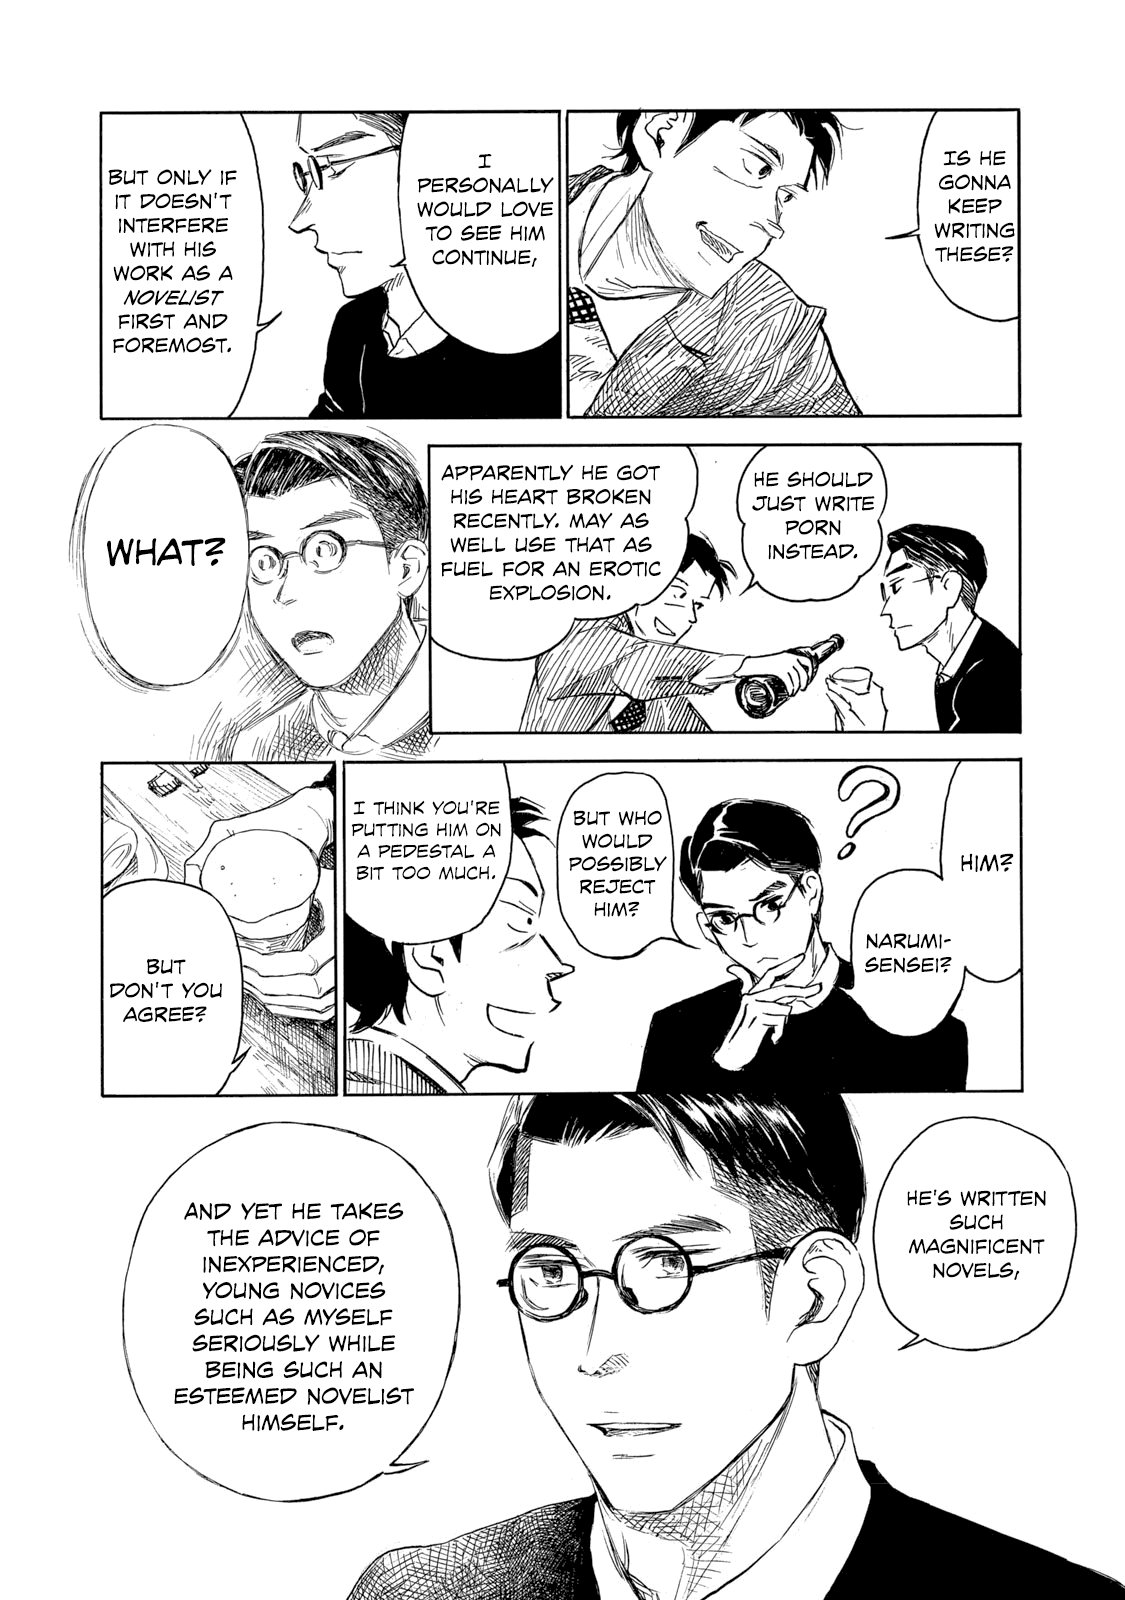 IS HE
GONNA
KEEP
WRITING
THESE?
I
PERSONALLY
WOULD LOVE
TO SEE HIM
CONTINUE,
BUT ONLY IF
IT DOESN'T
INTERFERE
WITH HIS
WORK AS A
NOVELIST
FIRST AND
FOREMOST.
HE SHOULD
JUST WRITE
PORN
INSTEAD.
APPARENTLY HE GOT
HIS HEART BROKEN
RECENTLY. MAY AS
WELL USE THAT AS
FUEL FOR AN EROTIC
EXPLOSION.
WHAT?
HIM?
NARUMI-
SENSEI?
?
BUT WHO
WOULD
POSSIBLY
REJECT
HIM?
I THINK YOU'RE
PUTTING HIM ON
A PEDESTAL A
BIT TOO MUCH.
BUT
DON'T YOU
AGREE?
HE'S WRITTEN
SUCH
MAGNIFICENT
NOVELS,
AND YET HE TAKES
THE ADVICE OF
INEXPERIENCED,
YOUNG NOVICES
SUCH AS MYSELF
SERIOUSLY WHILE
BEING SUCH AN
ESTEEMED NOVELIST
HIMSELF.